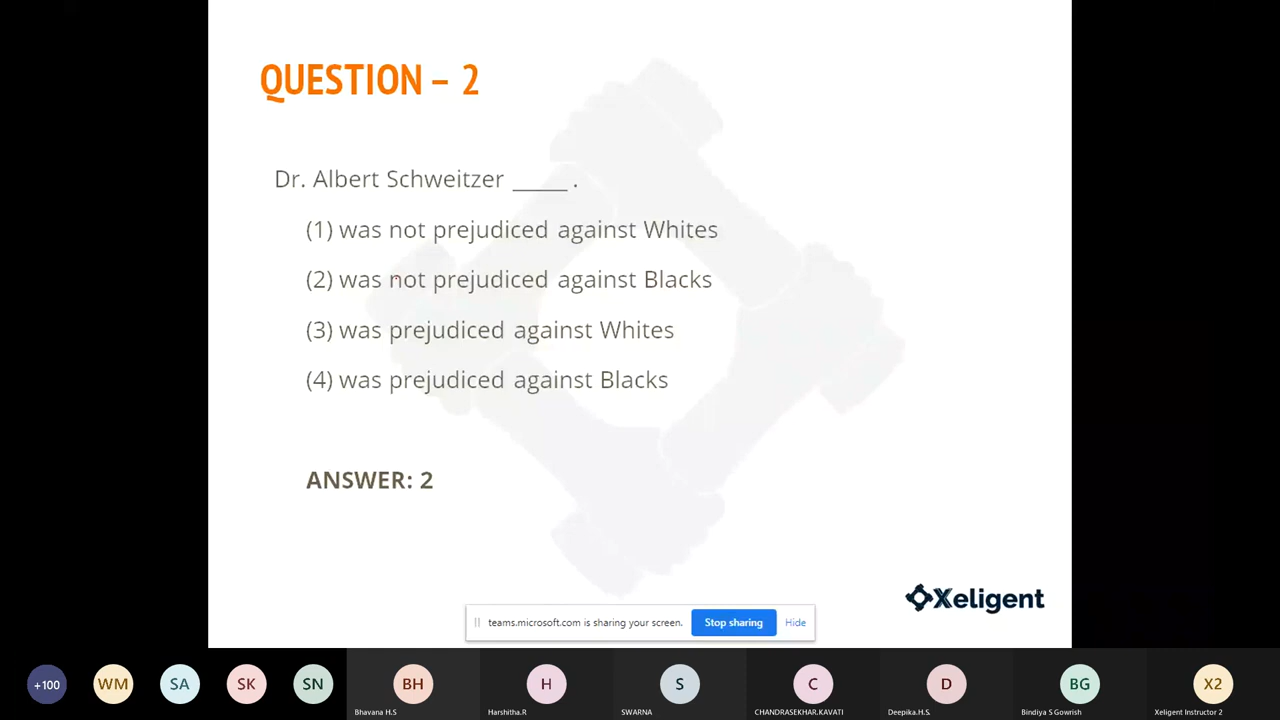 QUESTION – 2
Dr. Albert Schweitzer _____ .
(1) was not prejudiced against Whites
(2) was not prejudiced against Blacks
(3) was prejudiced against Whites
(4) was prejudiced against Blacks
ANSWER: 2
Xeligent
teams.microsoft.com is sharing your screen. Stop sharing Hide
+100 WM SA SK SN BH H S C D BG X2
Bhavana H.S Harshitha.R SWARNA CHANDRASEKHAR.KAVATI Deepika.H.S. Bindiya S Gowrish Xeligent Instructor 2